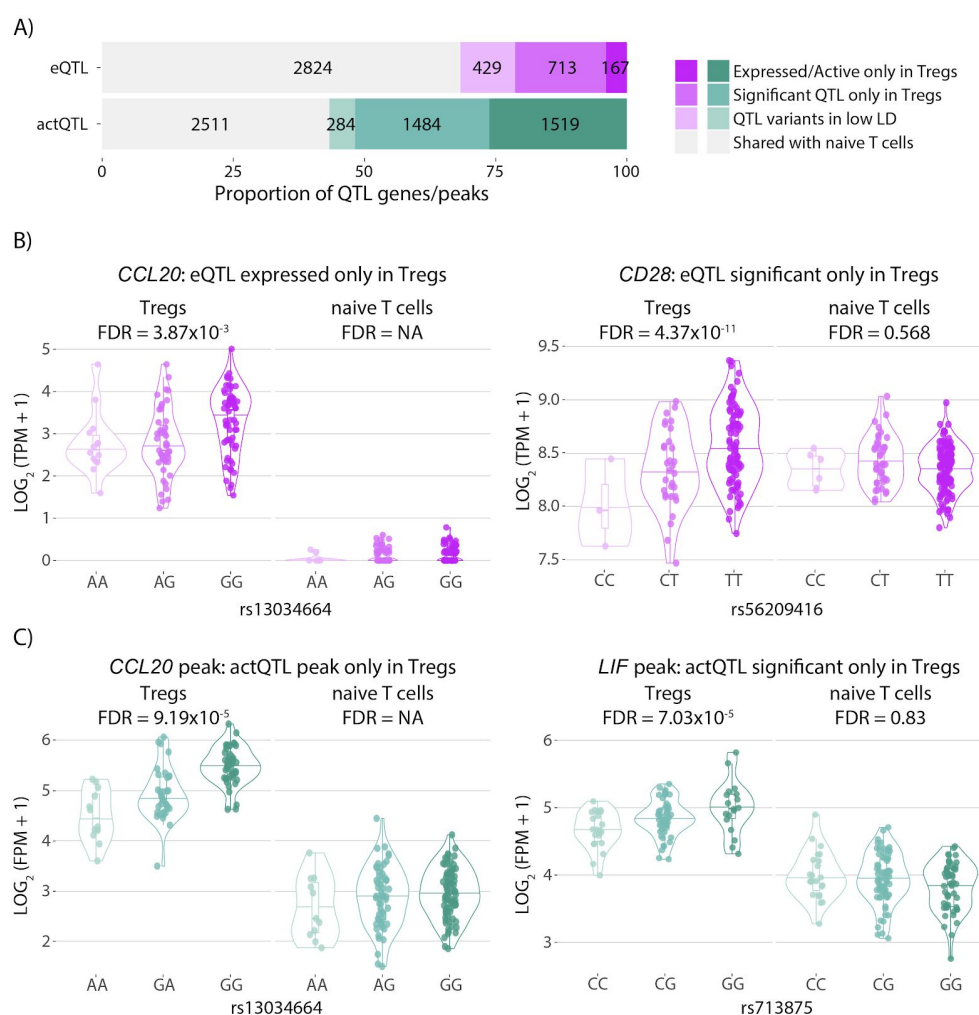 A)
eQTL
2824
429
713
167
actQTL
2511
284
1484
1519
0
25
50
75
100
Proportion of QTL genes/peaks
Expressed/Active only in Tregs
Significant QTL only in Tregs
QTL variants in low LD
Shared with naive T cells
B)
CCL20: eQTL expressed only in Tregs
Tregs
FDR = 3.87x10⁻³
naive T cells
FDR = NA
LOG₂ (TPM + 1)
5
4
3
2
1
0
AA
AG
GG
AA
AG
GG
rs13034664
CD28: eQTL significant only in Tregs
Tregs
FDR = 4.37x10⁻¹¹
naive T cells
FDR = 0.568
LOG₂ (TPM + 1)
9.5
9.0
8.5
8.0
7.5
CC
CT
TT
CC
CT
TT
rs56209416
C)
CCL20 peak: actQTL peak only in Tregs
Tregs
FDR = 9.19x10⁻⁵
naive T cells
FDR = NA
LOG₂ (FPM + 1)
6
5
4
3
2
AA
GA
GG
AA
AG
GG
rs13034664
LIF peak: actQTL significant only in Tregs
Tregs
FDR = 7.03x10⁻⁵
naive T cells
FDR = 0.83
LOG₂ (FPM + 1)
6
5
4
3
CC
CG
GG
CC
CG
GG
rs713875